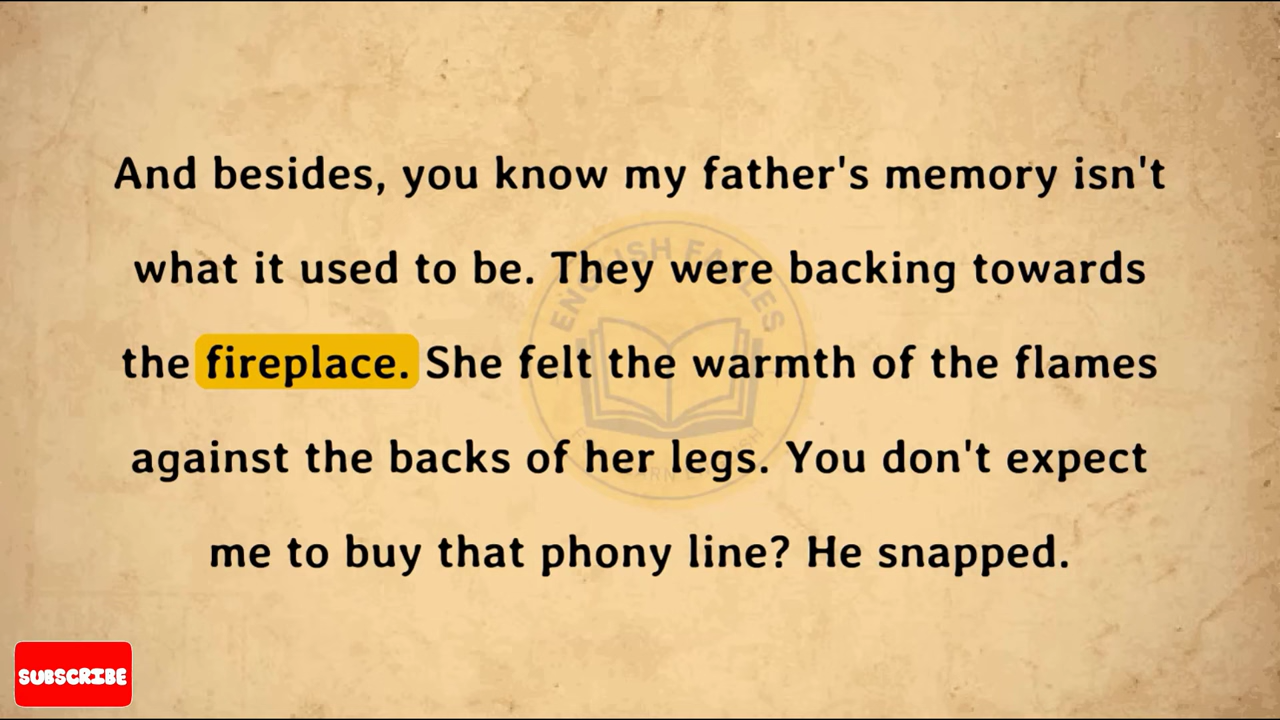 And besides, you know my father's memory isn't
what it used to be. They were backing towards
the fireplace. She felt the warmth of the flames
against the backs of her legs. You don't expect
me to buy that phony line? He snapped.
SUBSCRIBE